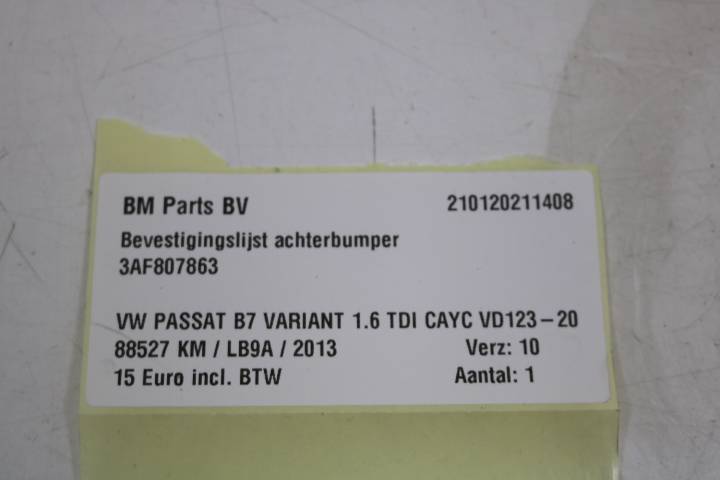 BM Parts BV 210120211408
Bevestigingslijst achterbumper
3AF807863
VW PASSAT B7 VARIANT 1.6 TDI CAYC VD123-20
88527 KM / LB9A / 2013 Verz: 10
15 Euro incl. BTW Aantal: 1